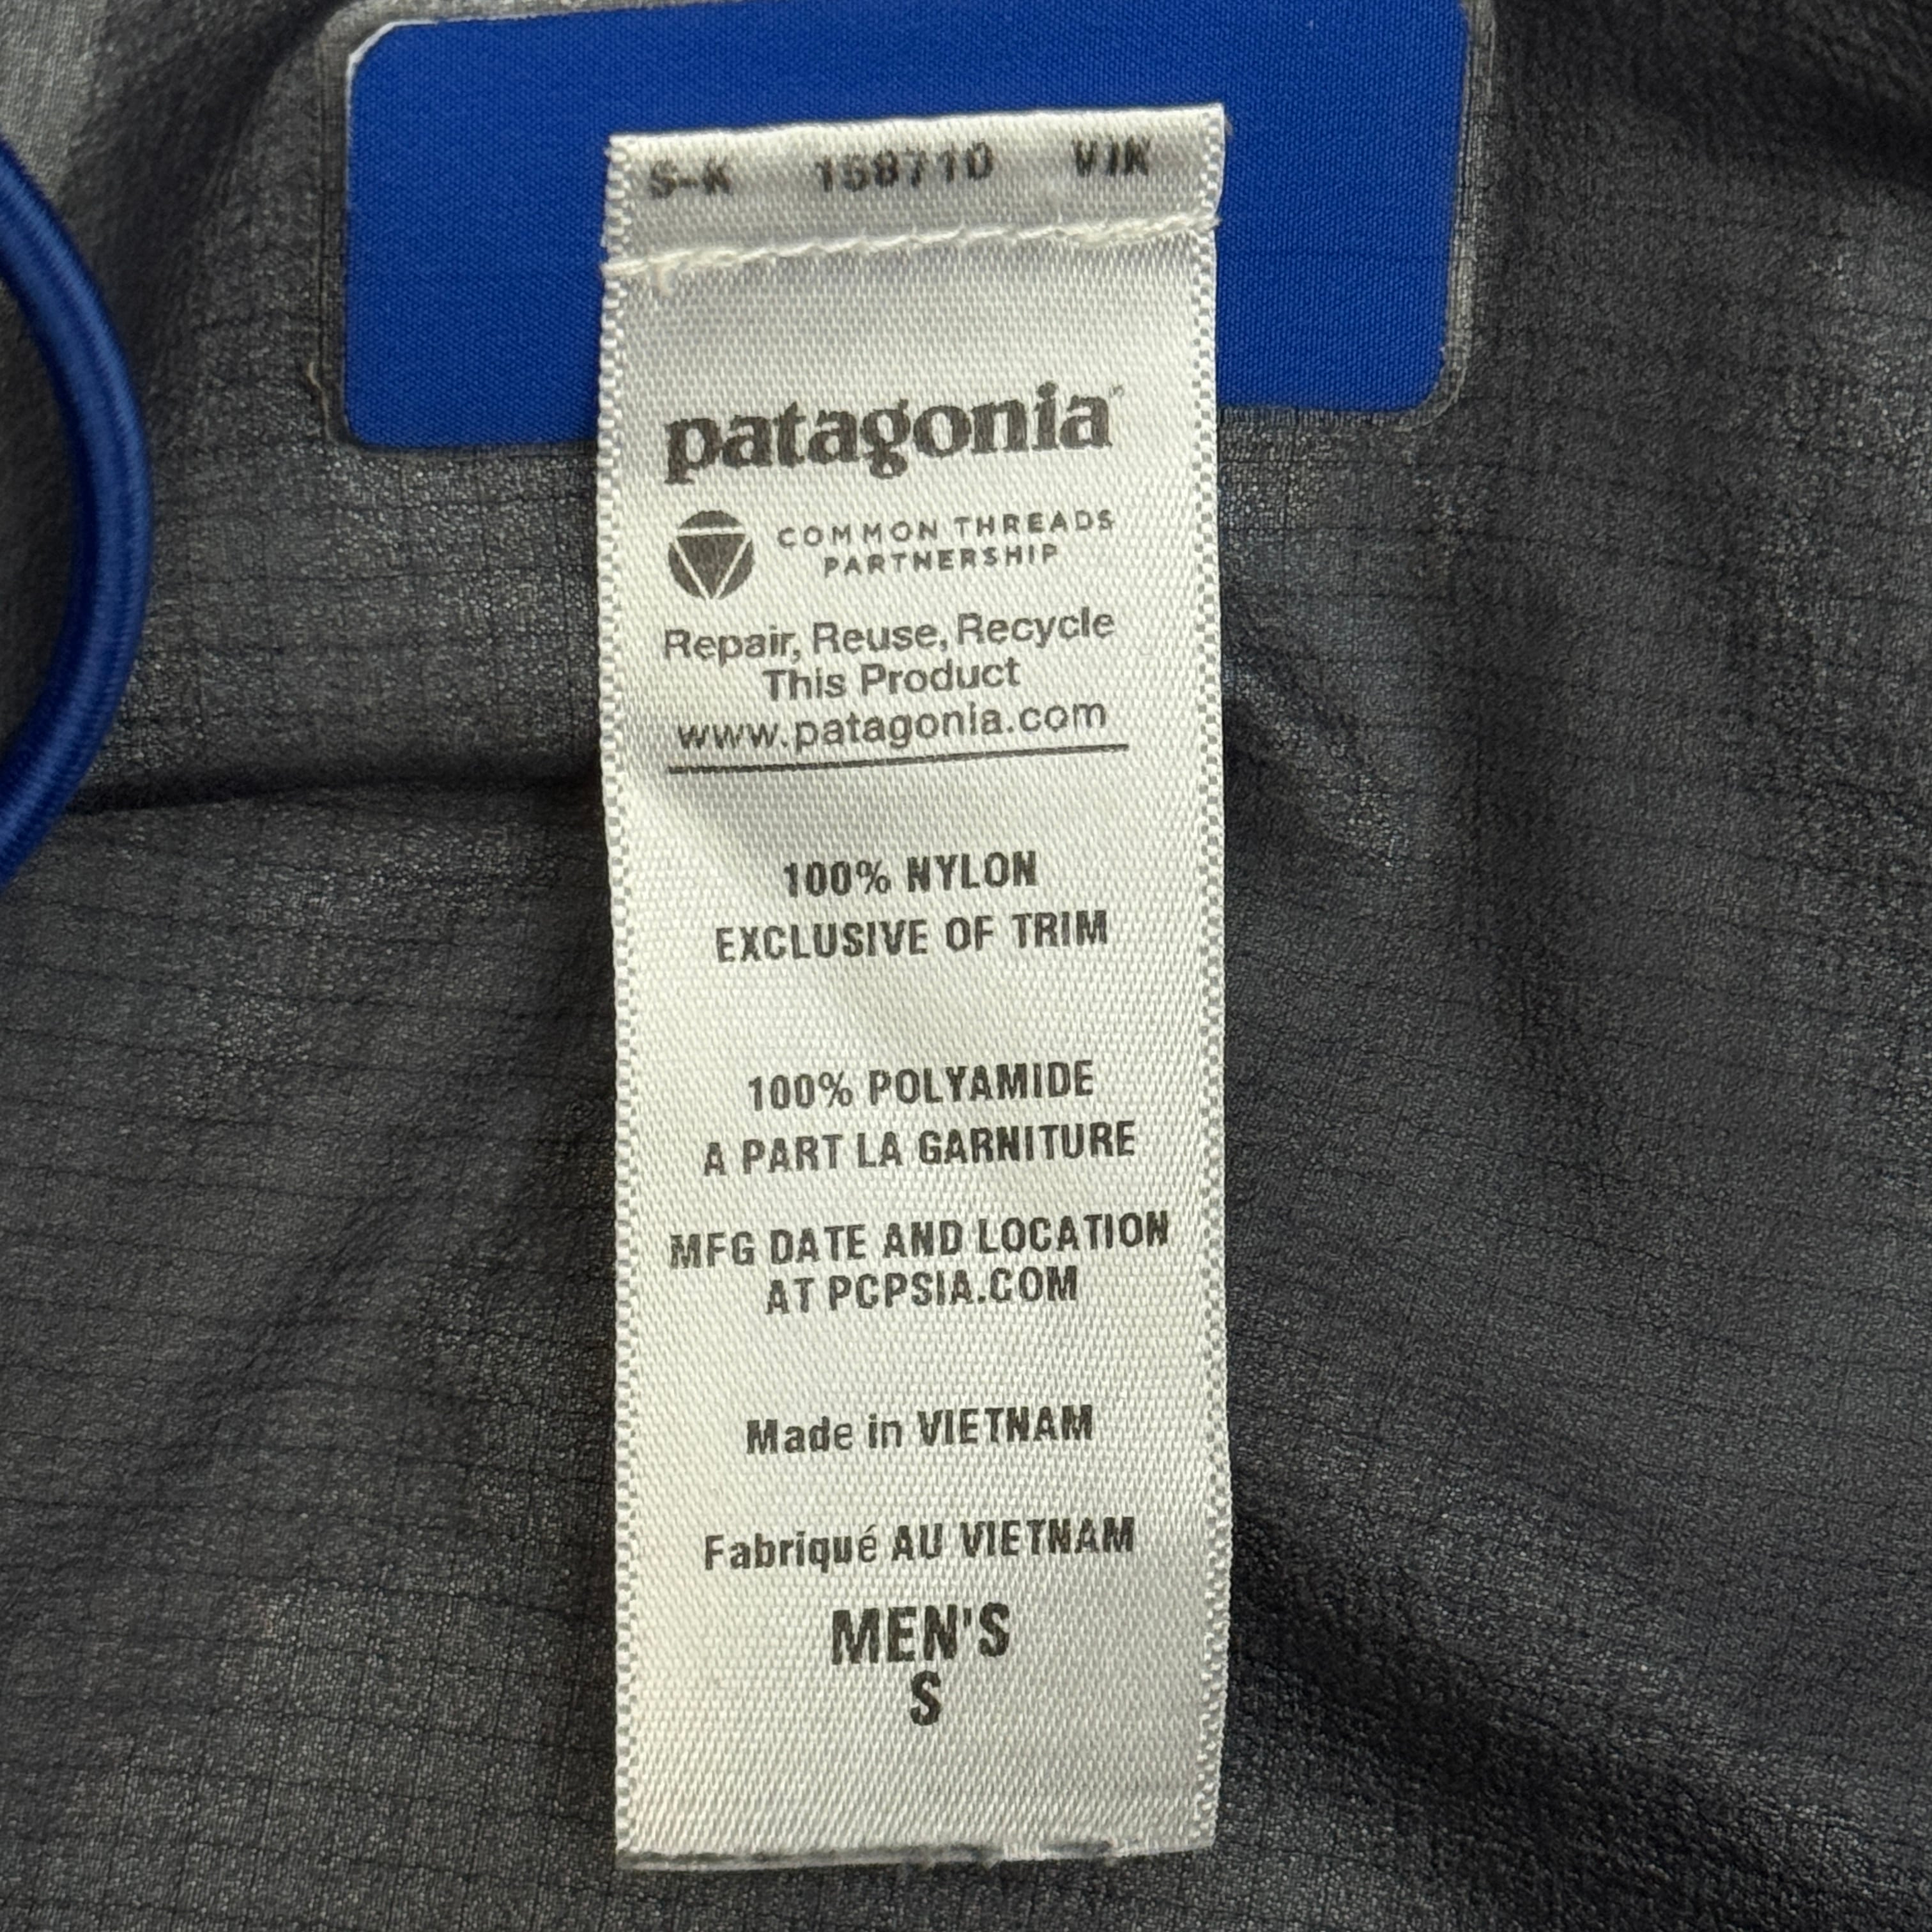 S-K 158710 VJK
patagonia®
COMMON THREADS
PARTNERSHIP
Repair, Reuse, Recycle
This Product
www.patagonia.com
100% NYLON
EXCLUSIVE OF TRIM
100% POLYAMIDE
A PART LA GARNITURE
MFG DATE AND LOCATION
AT PCPSIA.COM
Made in VIETNAM
Fabriqué AU VIETNAM
MEN'S
S